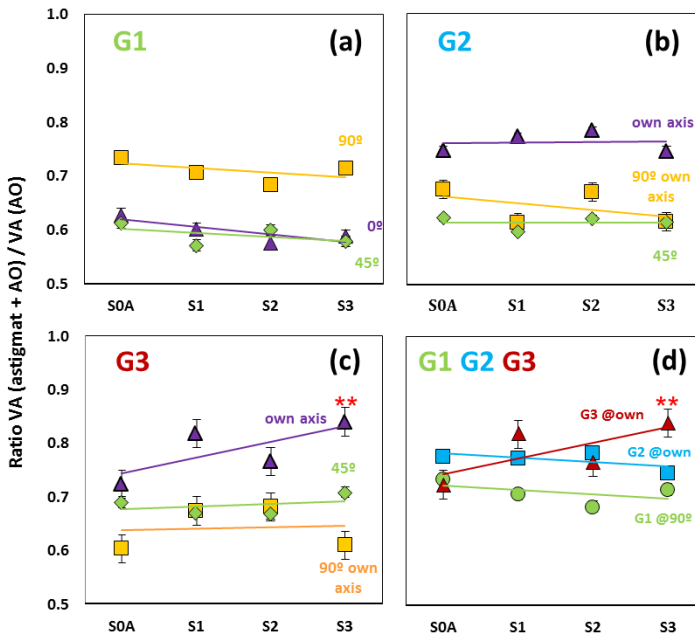 Ratio VA (astigmat + AO) / VA (AO)
1.0
0.9
0.8
0.7
0.6
0.5
G1
(a)
90º
0º
45º
S0A S1 S2 S3
G2
(b)
own axis
90º own
axis
45º
S0A S1 S2 S3
1.0
0.9
0.8
0.7
0.6
0.5
G3
(c)
**
own axis
45º
90º own
axis
S0A S1 S2 S3
G1 G2 G3
(d)
**
G3 @own
G2 @own
G1 @90º
S0A S1 S2 S3